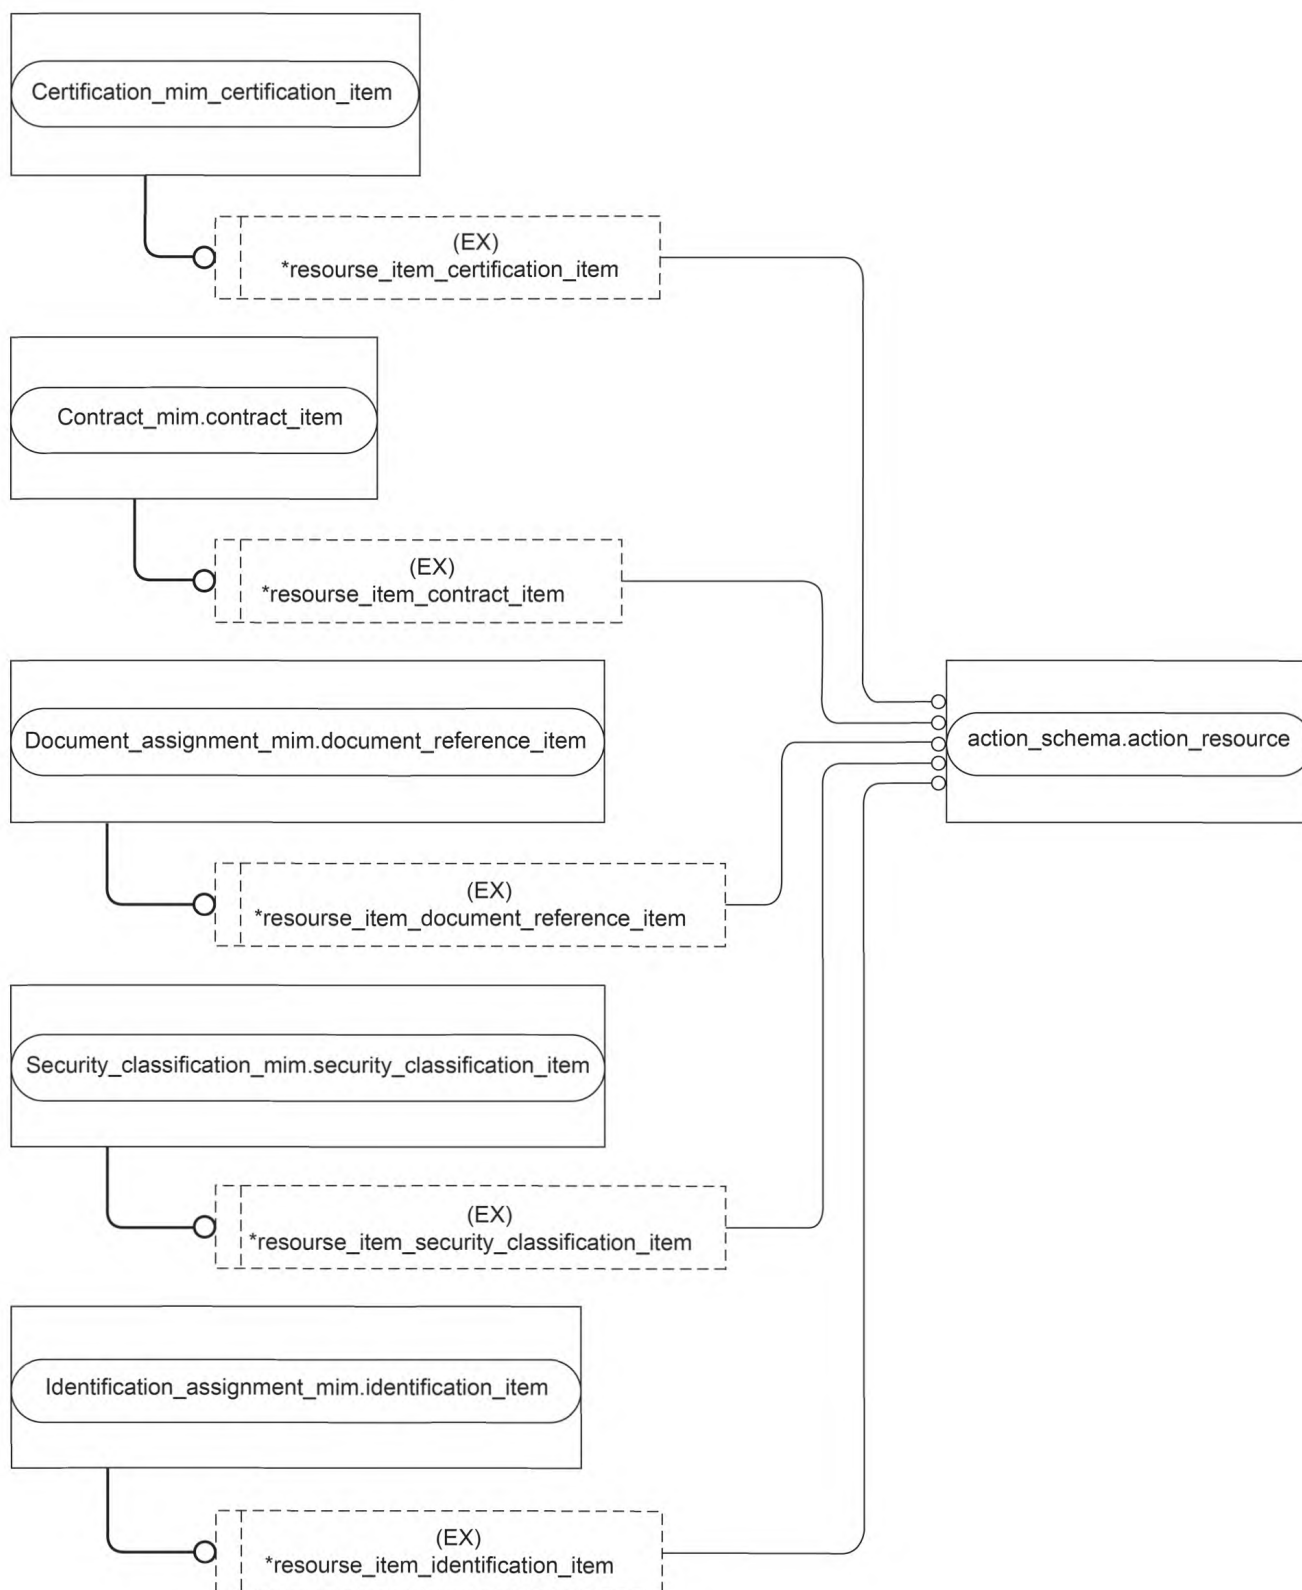 Certification_mim_certification_item
(EX)
*resourse_item_certification_item
Contract_mim.contract_item
(EX)
*resourse_item_contract_item
Document_assignment_mim.document_reference_item
action_schema.action_resource
(EX)
*resourse_item_document_reference_item
Security_classification_mim.security_classification_item
(EX)
*resourse_item_security_classification_item
Identification_assignment_mim.identification_item
(EX)
*resourse_item_identification_item